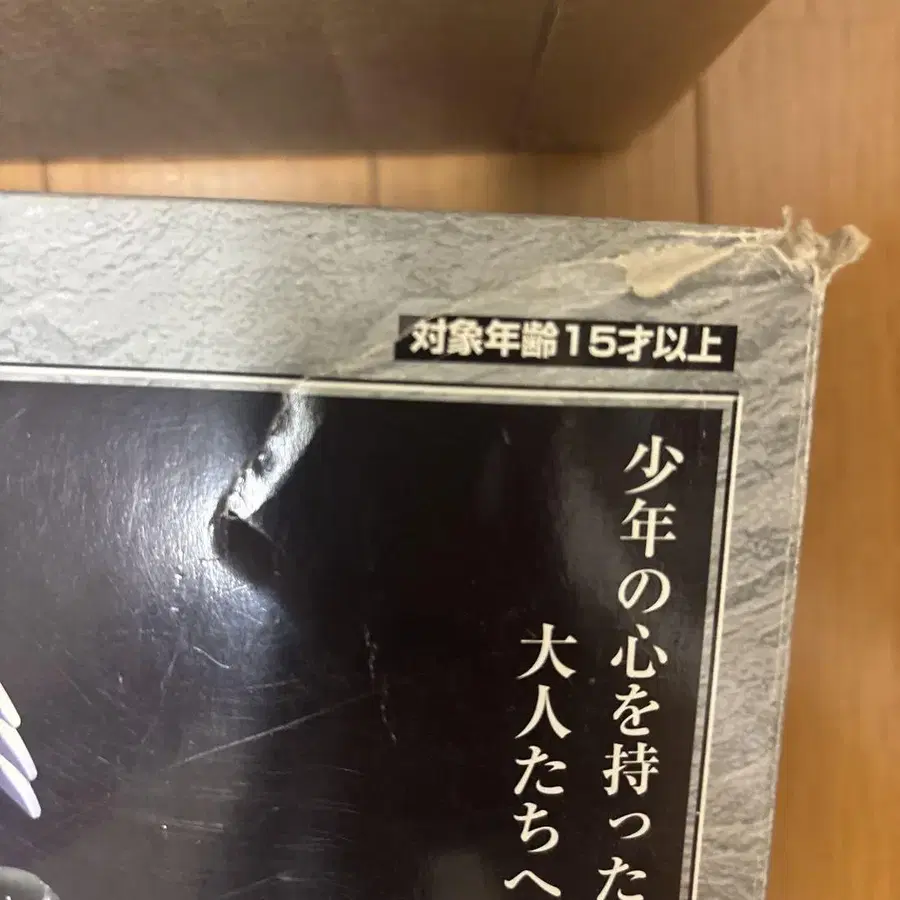 対象年齢15才以上
少年の心を持った
大人たちへ